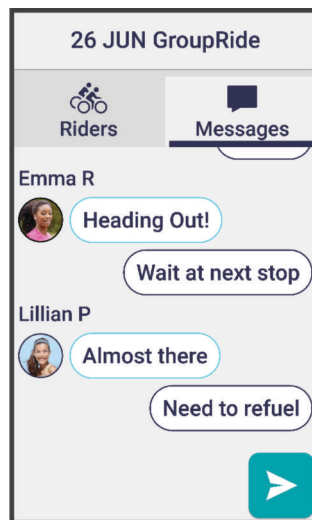 26 JUN GroupRide
Riders Messages
Emma R
Heading Out!
Wait at next stop
Lillian P
Almost there
Need to refuel